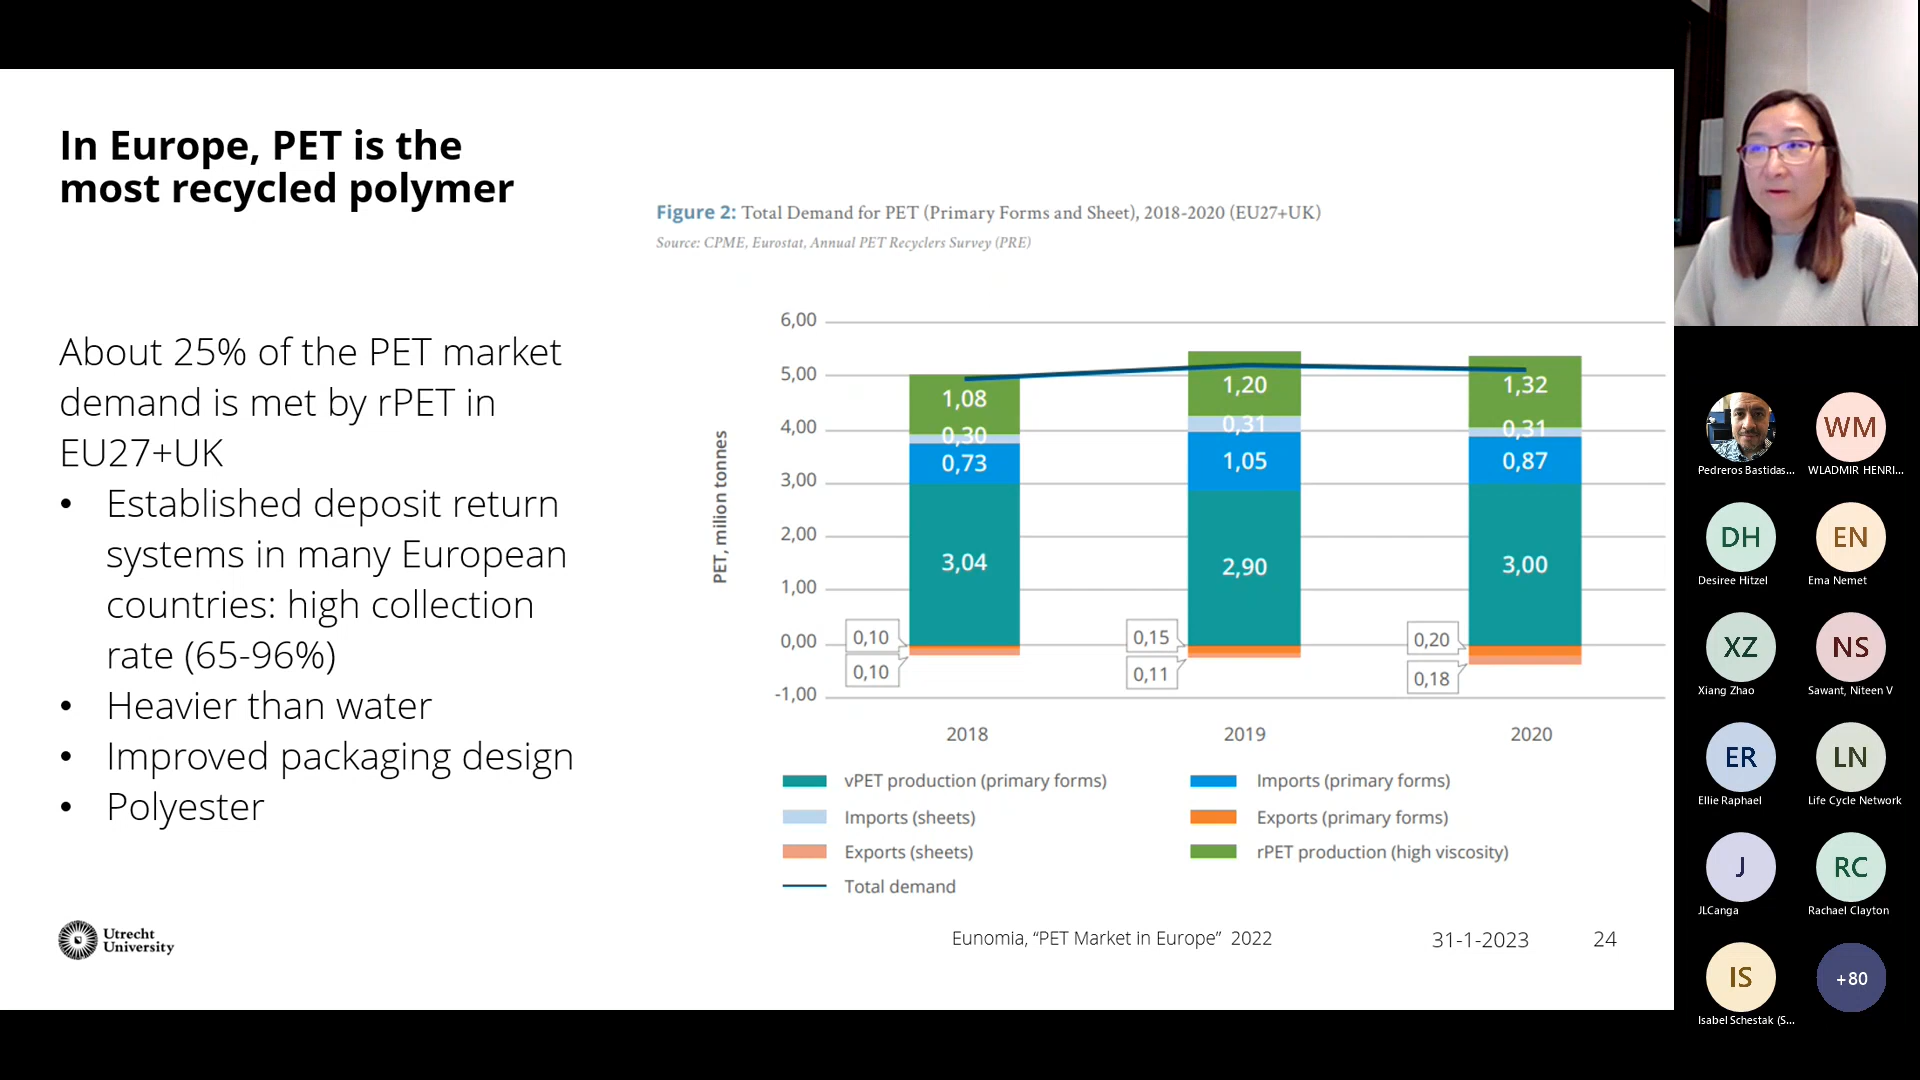 In Europe, PET is the
most recycled polymer
About 25% of the PET market
demand is met by rPET in
EU27+UK
• Established deposit return
systems in many European
countries: high collection
rate (65-96%)
• Heavier than water
• Improved packaging design
• Polyester
Figure 2: Total Demand for PET (Primary Forms and Sheet), 2018-2020 (EU27+UK)
Source: CPME, Eurostat, Annual PET Recyclers Survey (PRE)
PET, milion tonnes
6,00
5,00
4,00
3,00
2,00
1,00
0,00
-1,00
1,08
0,30
0,73
3,04
0,10
0,10
1,20
0,31
1,05
2,90
0,15
0,11
1,32
0,31
0,87
3,00
0,20
0,18
2018 2019 2020
vPET production (primary forms) Imports (primary forms)
Imports (sheets) Exports (primary forms)
Exports (sheets) rPET production (high viscosity)
Total demand
Utrecht
University
Eunomia, “PET Market in Europe” 2022 31-1-2023 24
WM
Pedreros Bastidas... WLADMIR HENRI...
DH EN
Desiree Hitzel Ema Nemet
XZ NS
Xiang Zhao Sawant, Niteen V
ER LN
Ellie Raphael Life Cycle Network
J RC
JLCanga Rachael Clayton
IS +80
Isabel Schestak (S...